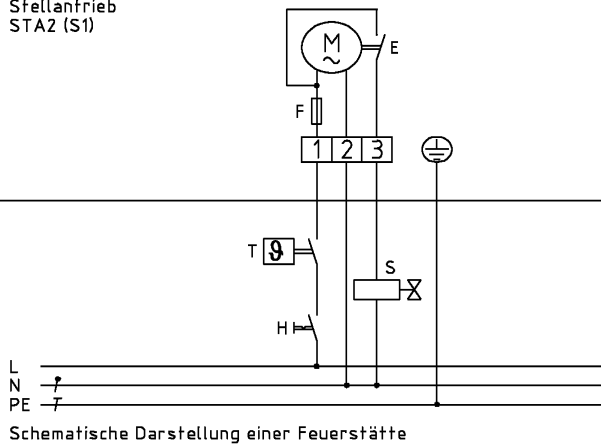 Stellantrieb
STA2 (S1)
M
~
E
F
1 2 3
T
ϑ
S
H
L
N
PE
Schematische Darstellung einer Feuerstätte